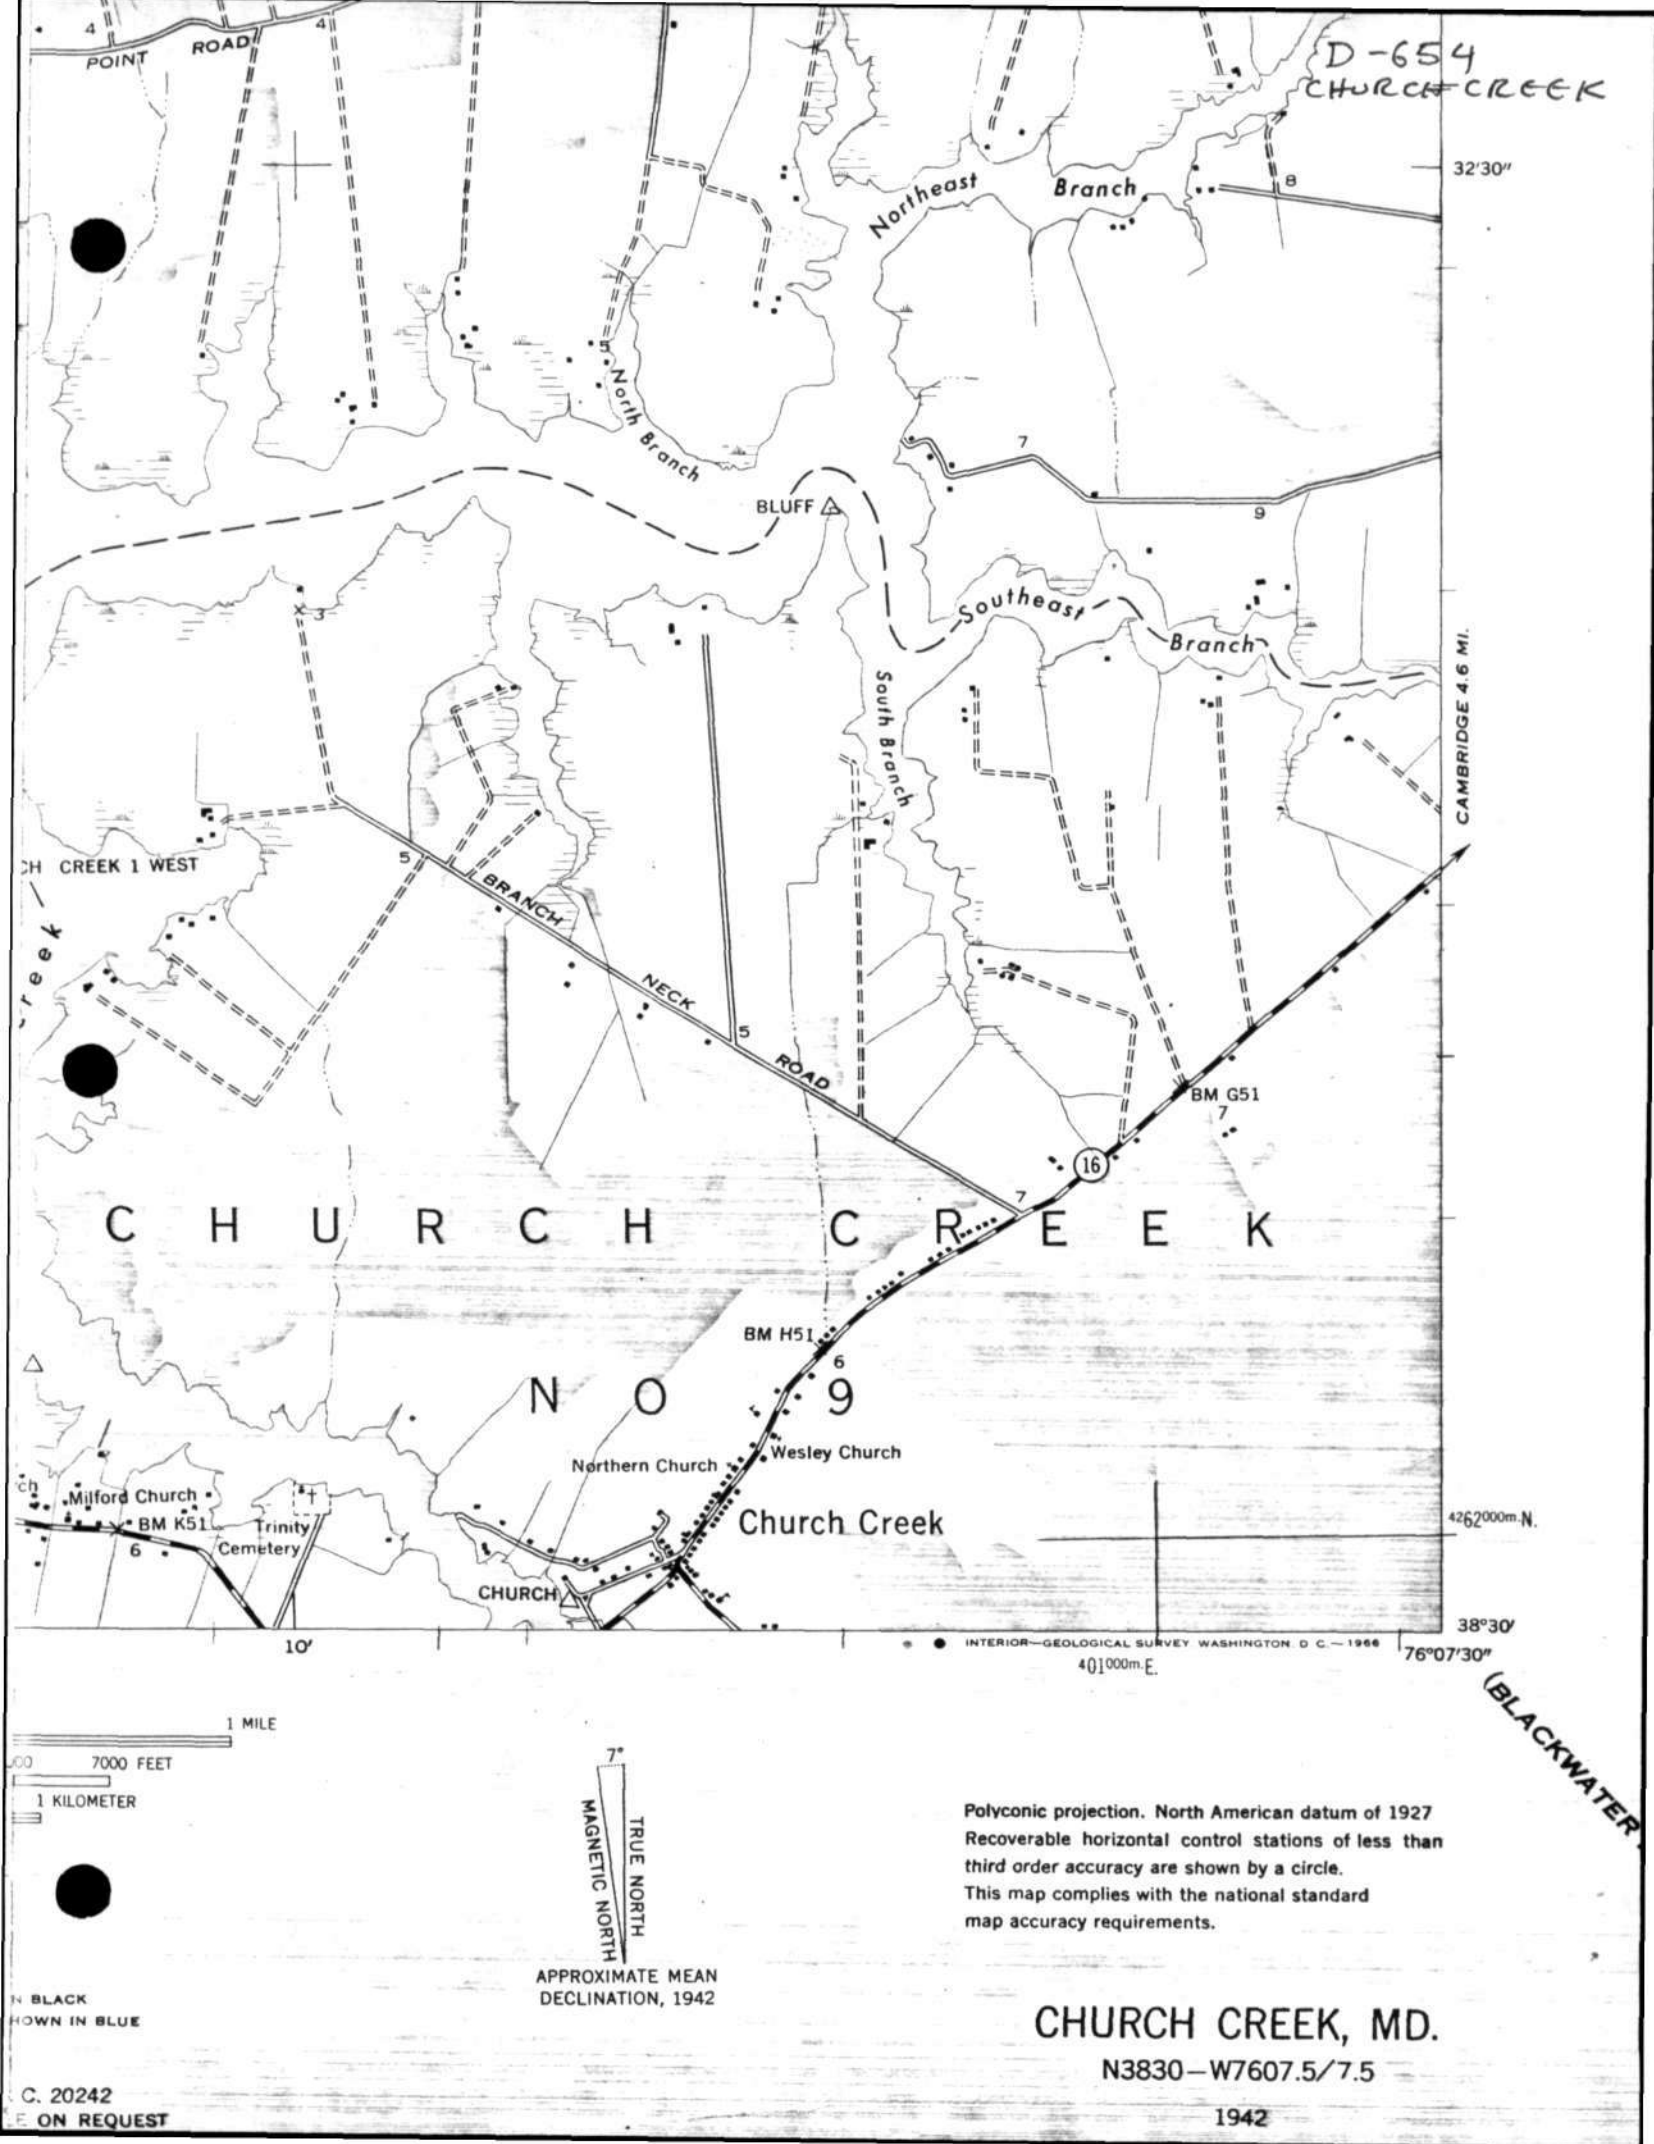 D-654
CHURCH CREEK
4
4
POINT ROAD
32'30"
Northeast Branch
8
5
North Branch
7
9
BLUFF
3
Southeast Branch
South Branch
CAMBRIDGE 4.6 MI.
CREEK 1 WEST
5
BRANCH NECK ROAD
5
BM G51
7
16
7
CHURCH CREEK
BM H51
6
NO 9
Northern Church
Wesley Church
Milford Church
BM K51
6
Trinity
Cemetery
Church Creek
4262000m.N.
CHURCH
38°30'
10'
INTERIOR—GEOLOGICAL SURVEY WASHINGTON D C.—1966
76°07'30"
401000m.E.
(BLACKWATER
1 MILE
7000 FEET
1 KILOMETER
7°
MAGNETIC NORTH
TRUE NORTH
APPROXIMATE MEAN
DECLINATION, 1942
Polyconic projection. North American datum of 1927
Recoverable horizontal control stations of less than
third order accuracy are shown by a circle.
This map complies with the national standard
map accuracy requirements.
N BLACK
HOWN IN BLUE
CHURCH CREEK, MD.
N3830—W7607.5/7.5
1942
C. 20242
E ON REQUEST